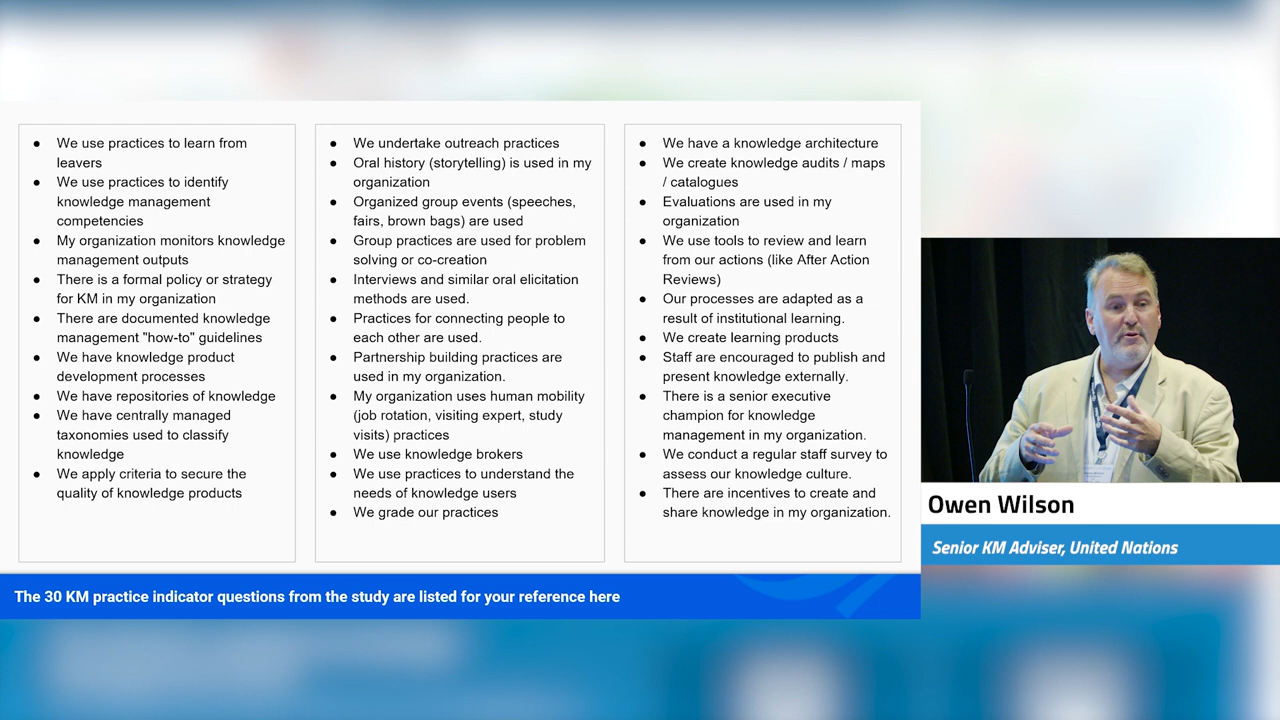 ● We use practices to learn from
leavers
● We use practices to identify
knowledge management
competencies
● My organization monitors knowledge
management outputs
● There is a formal policy or strategy
for KM in my organization
● There are documented knowledge
management "how-to" guidelines
● We have knowledge product
development processes
● We have repositories of knowledge
● We have centrally managed
taxonomies used to classify
knowledge
● We apply criteria to secure the
quality of knowledge products
● We undertake outreach practices
● Oral history (storytelling) is used in my
organization
● Organized group events (speeches,
fairs, brown bags) are used
● Group practices are used for problem
solving or co-creation
● Interviews and similar oral elicitation
methods are used.
● Practices for connecting people to
each other are used.
● Partnership building practices are
used in my organization.
● My organization uses human mobility
(job rotation, visiting expert, study
visits) practices
● We use knowledge brokers
● We use practices to understand the
needs of knowledge users
● We grade our practices
● We have a knowledge architecture
● We create knowledge audits / maps
/ catalogues
● Evaluations are used in my
organization
● We use tools to review and learn
from our actions (like After Action
Reviews)
● Our processes are adapted as a
result of institutional learning.
● We create learning products
● Staff are encouraged to publish and
present knowledge externally.
● There is a senior executive
champion for knowledge
management in my organization.
● We conduct a regular staff survey to
assess our knowledge culture.
● There are incentives to create and
share knowledge in my organization.
The 30 KM practice indicator questions from the study are listed for your reference here
Owen Wilson
Senior KM Adviser, United Nations